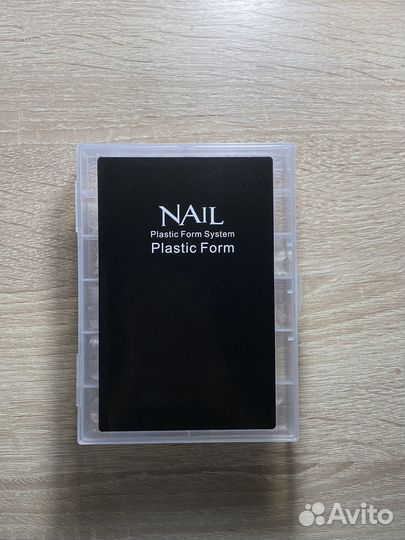 NAIL
Plastic Form System
Plastic Form
Avito